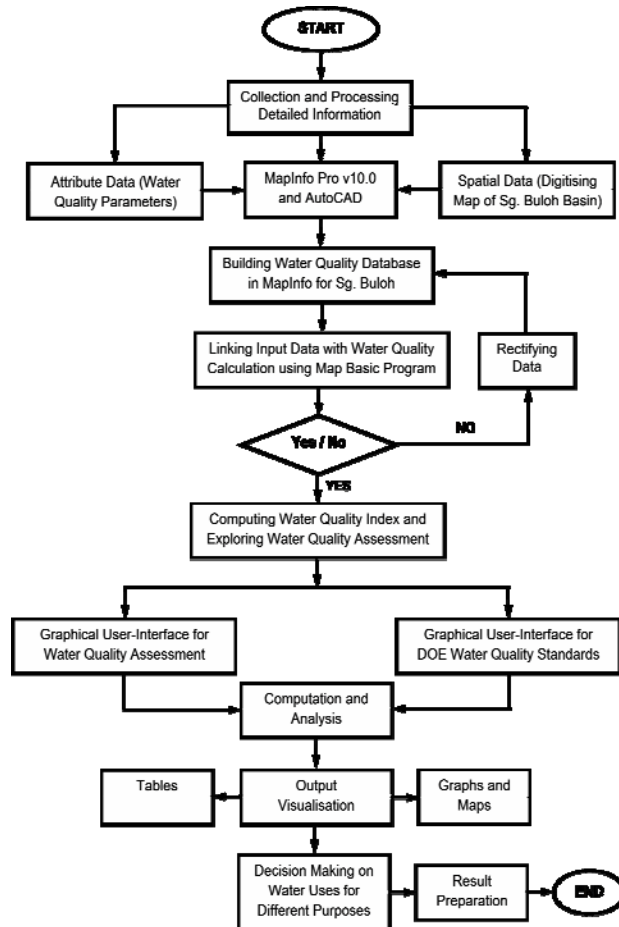 START
Collection and Processing
Detailed Information
Attribute Data (Water
Quality Parameters)
MapInfo Pro v10.0
and AutoCAD
Spatial Data (Digitising
Map of Sg. Buloh Basin)
Building Water Quality Database
in MapInfo for Sg. Buloh
Linking Input Data with Water Quality
Calculation using Map Basic Program
Rectifying
Data
Yes / No
NO
YES
Computing Water Quality Index and
Exploring Water Quality Assessment
Graphical User-Interface for
Water Quality Assessment
Graphical User-Interface for
DOE Water Quality Standards
Computation and
Analysis
Tables
Output
Visualisation
Graphs and
Maps
Decision Making on
Water Uses for
Different Purposes
Result
Preparation
END